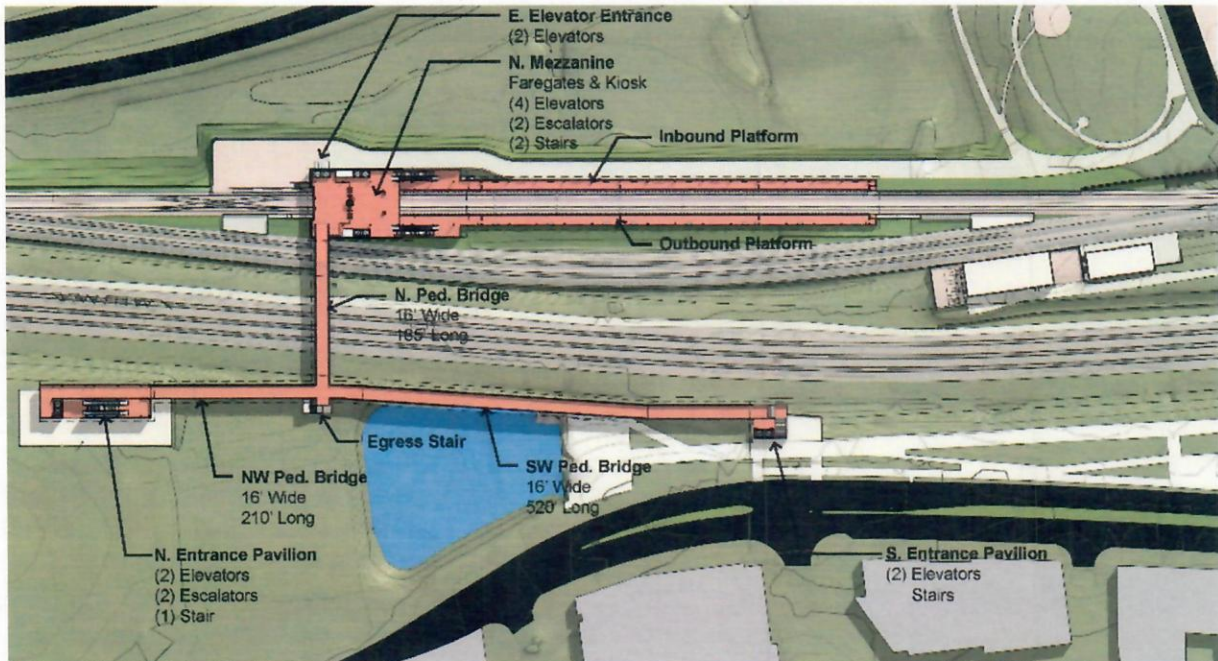 E. Elevator Entrance
(2) Elevators
N. Mezzanine
Faregates & Kiosk
(4) Elevators
(2) Escalators
(2) Stairs
Inbound Platform
Outbound Platform
N. Ped. Bridge
16' Wide
185' Long
Egress Stair
NW Ped. Bridge
16' Wide
210' Long
SW Ped. Bridge
16' Wide
520' Long
N. Entrance Pavilion
(2) Elevators
(2) Escalators
(1) Stair
S. Entrance Pavilion
(2) Elevators
Stairs